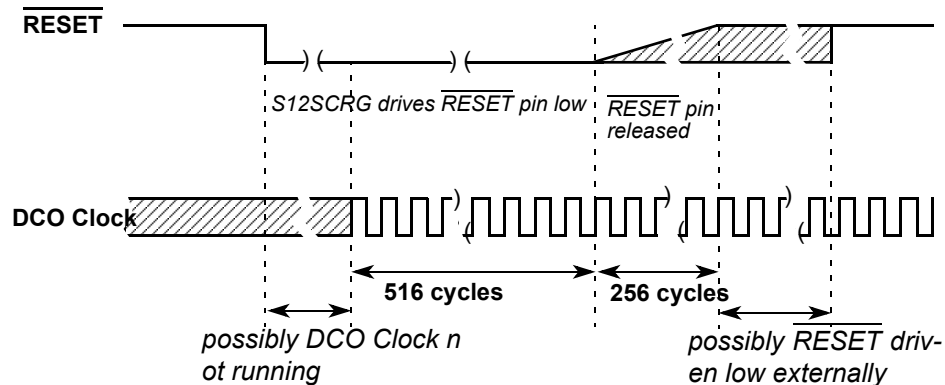 RESET
S12SCRG drives RESET pin low
RESET pin
released
DCO Clock
516 cycles
256 cycles
possibly DCO Clock n
ot running
possibly RESET driv-
en low externally